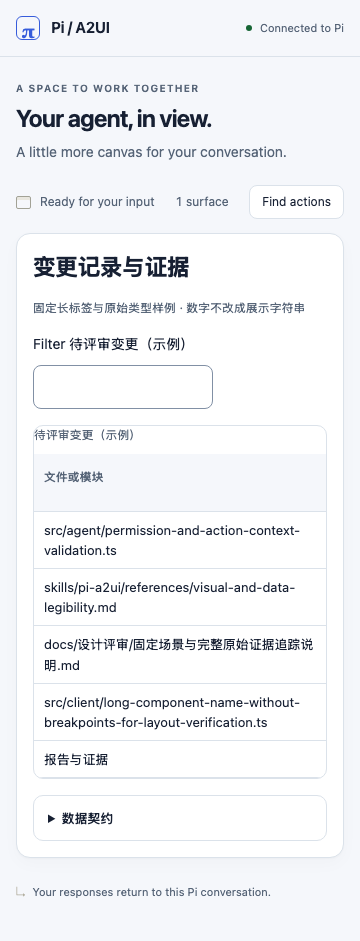 π Pi / A2UI
Connected to Pi
A SPACE TO WORK TOGETHER
Your agent, in view.
A little more canvas for your conversation.
Ready for your input
1 surface
Find actions
变更记录与证据
固定长标签与原始类型样例 · 数字不改成展示字符串
Filter 待评审变更（示例）
待评审变更（示例）
文件或模块
src/agent/permission-and-action-context-
validation.ts
skills/pi-a2ui/references/visual-and-data-
legibility.md
docs/设计评审/固定场景与完整原始证据追踪说
明.md
src/client/long-component-name-without-
breakpoints-for-layout-verification.ts
报告与证据
数据契约
Your responses return to this Pi conversation.